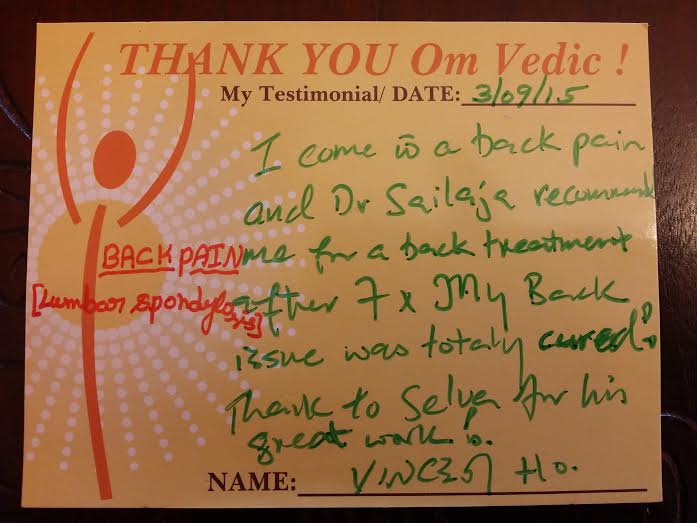 THANK YOU Om Vedic !
My Testimonial/ DATE: 3/09/15
I come to a back pain
and Dr Sailaja recommend
BACK PAIN me for a back treatment
[Lumbar spondylosis] after 7 x My Back
issue was totaly cured!
Thank to Selva for his
great work!
NAME: VINCENT Ho.